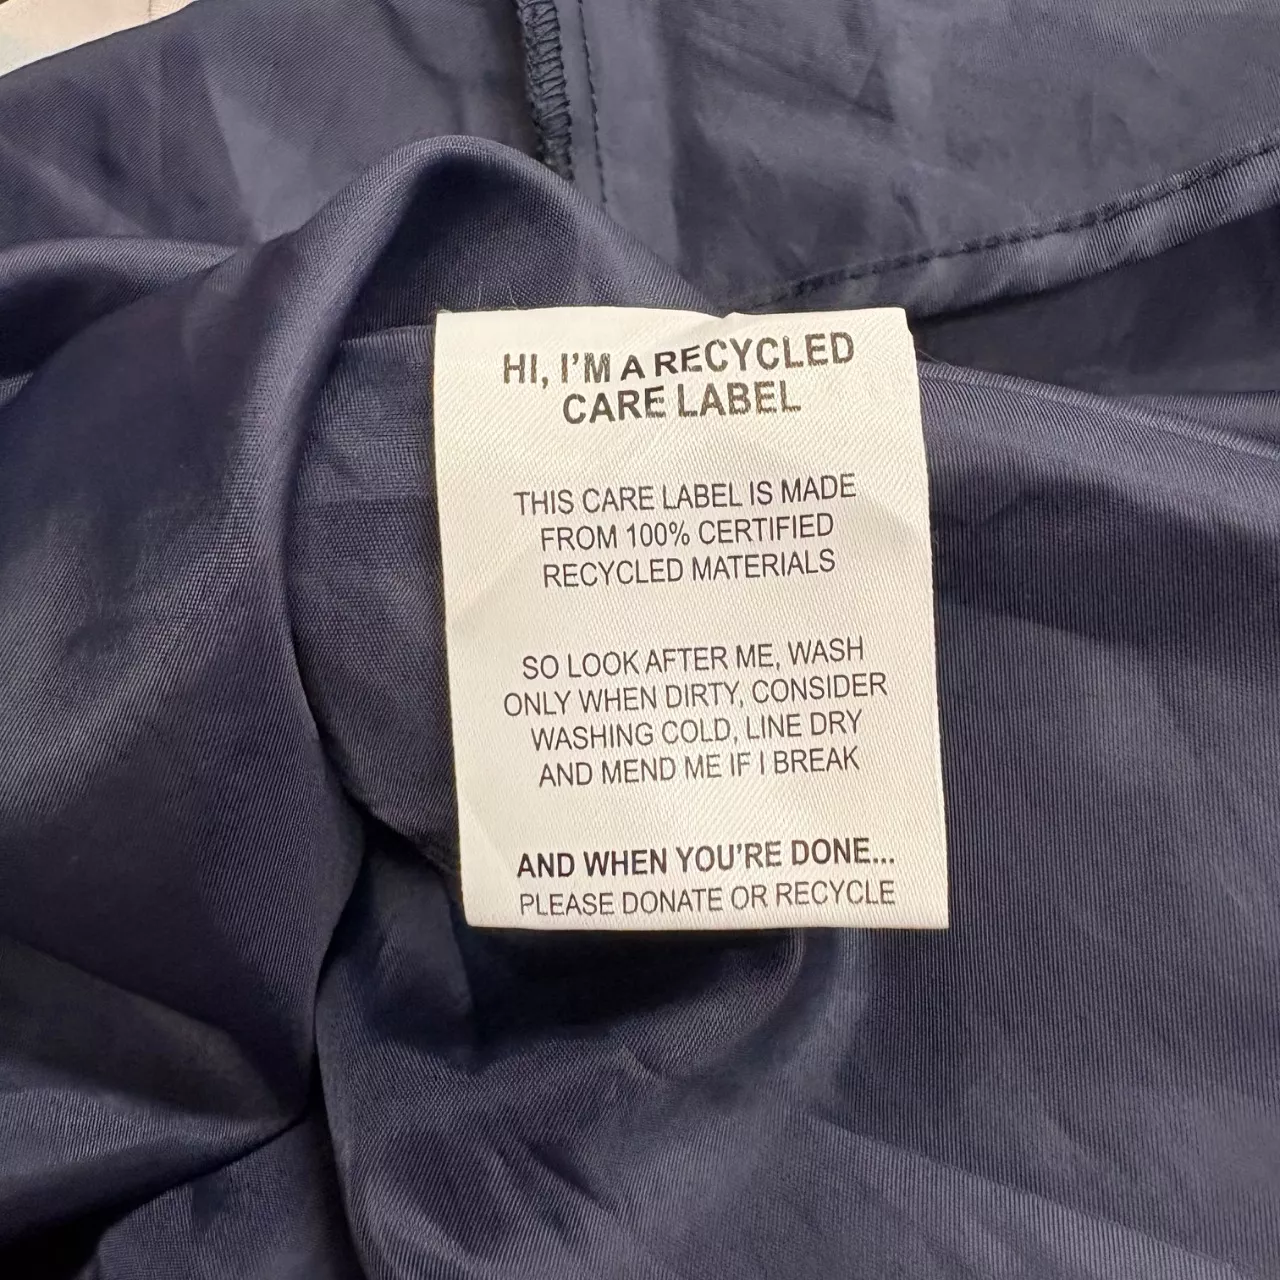 HI, I'M A RECYCLED
CARE LABEL
THIS CARE LABEL IS MADE
FROM 100% CERTIFIED
RECYCLED MATERIALS
SO LOOK AFTER ME, WASH
ONLY WHEN DIRTY, CONSIDER
WASHING COLD, LINE DRY
AND MEND ME IF I BREAK
AND WHEN YOU'RE DONE...
PLEASE DONATE OR RECYCLE